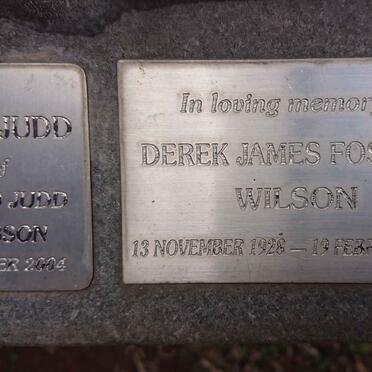 JUDD
JUDD
SON
ER 2004
In loving memory
DEREK JAMES FOS
WILSON
13 NOVEMBER 1928 — 19 FEBR